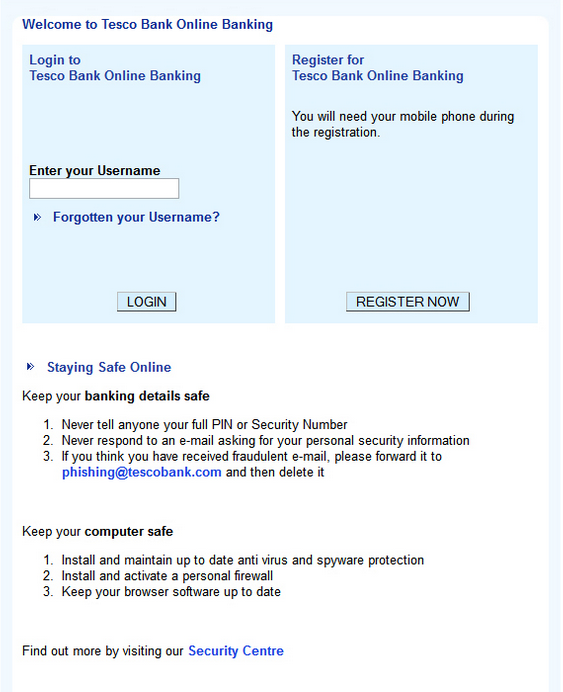 Welcome to Tesco Bank Online Banking
Login to
Tesco Bank Online Banking
Enter your Username
Forgotten your Username?
LOGIN
Register for
Tesco Bank Online Banking
You will need your mobile phone during
the registration.
REGISTER NOW
Staying Safe Online
Keep your banking details safe
1. Never tell anyone your full PIN or Security Number
2. Never respond to an e-mail asking for your personal security information
3. If you think you have received fraudulent e-mail, please forward it to
phishing@tescobank.com and then delete it
Keep your computer safe
1. Install and maintain up to date anti virus and spyware protection
2. Install and activate a personal firewall
3. Keep your browser software up to date
Find out more by visiting our Security Centre